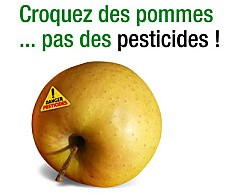 Croquez des pommes
... pas des pesticides !
DANGER
PESTICIDES